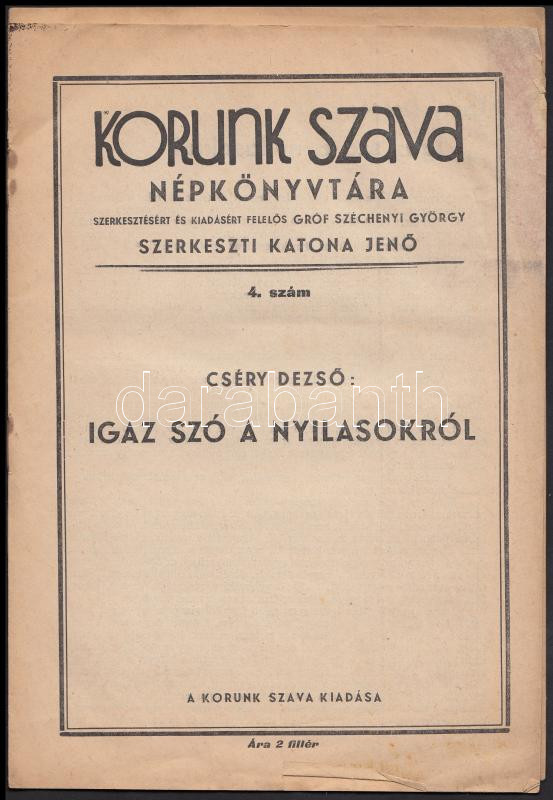 KORUNK SZAVA
NÉPKÖNYVTÁRA
SZERKESZTÉSÉRT ÉS KIADÁSÉRT FELELŐS GRÓF SZÉCHENYI GYÖRGY
SZERKESZTI KATONA JENŐ
4. szám
CSÉRY DEZSŐ:
darabanth
IGAZ SZÓ A NYILASOKRÓL
A KORUNK SZAVA KIADÁSA
Ára 2 fillér